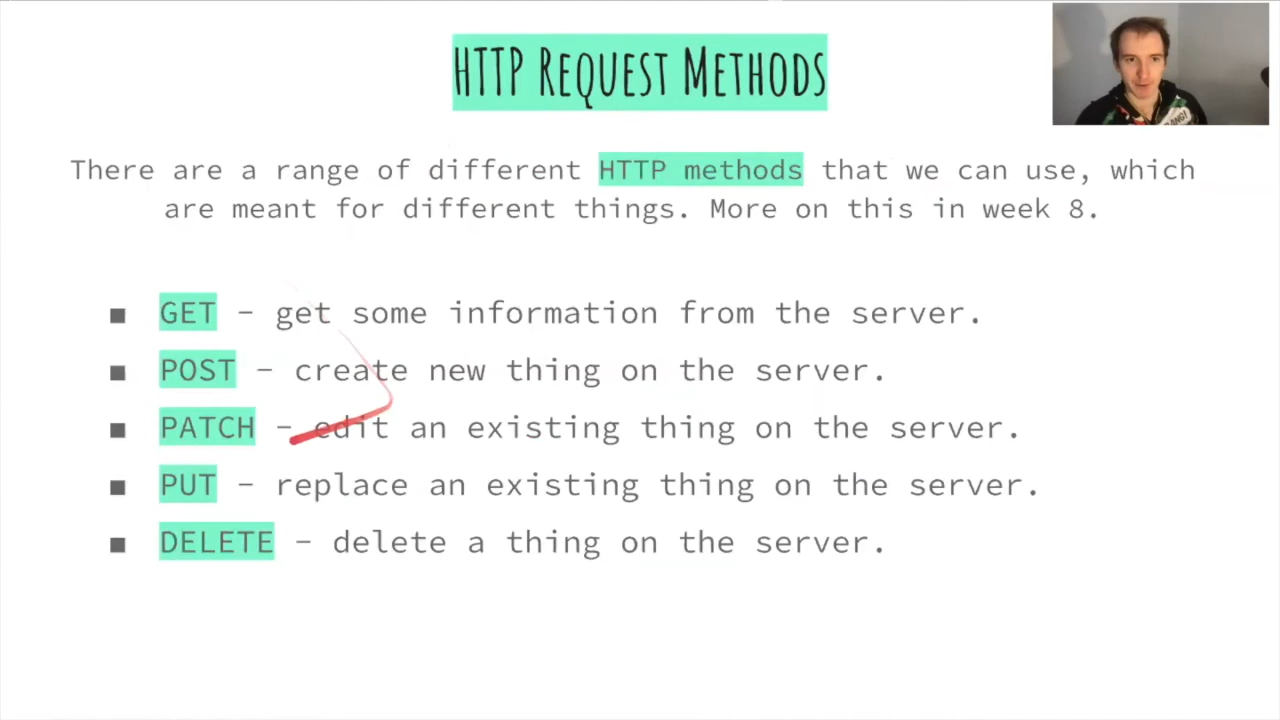 HTTP Request Methods
There are a range of different HTTP methods that we can use, which
are meant for different things. More on this in week 8.
■ GET - get some information from the server.
■ POST - create new thing on the server.
■ PATCH - edit an existing thing on the server.
■ PUT - replace an existing thing on the server.
■ DELETE - delete a thing on the server.